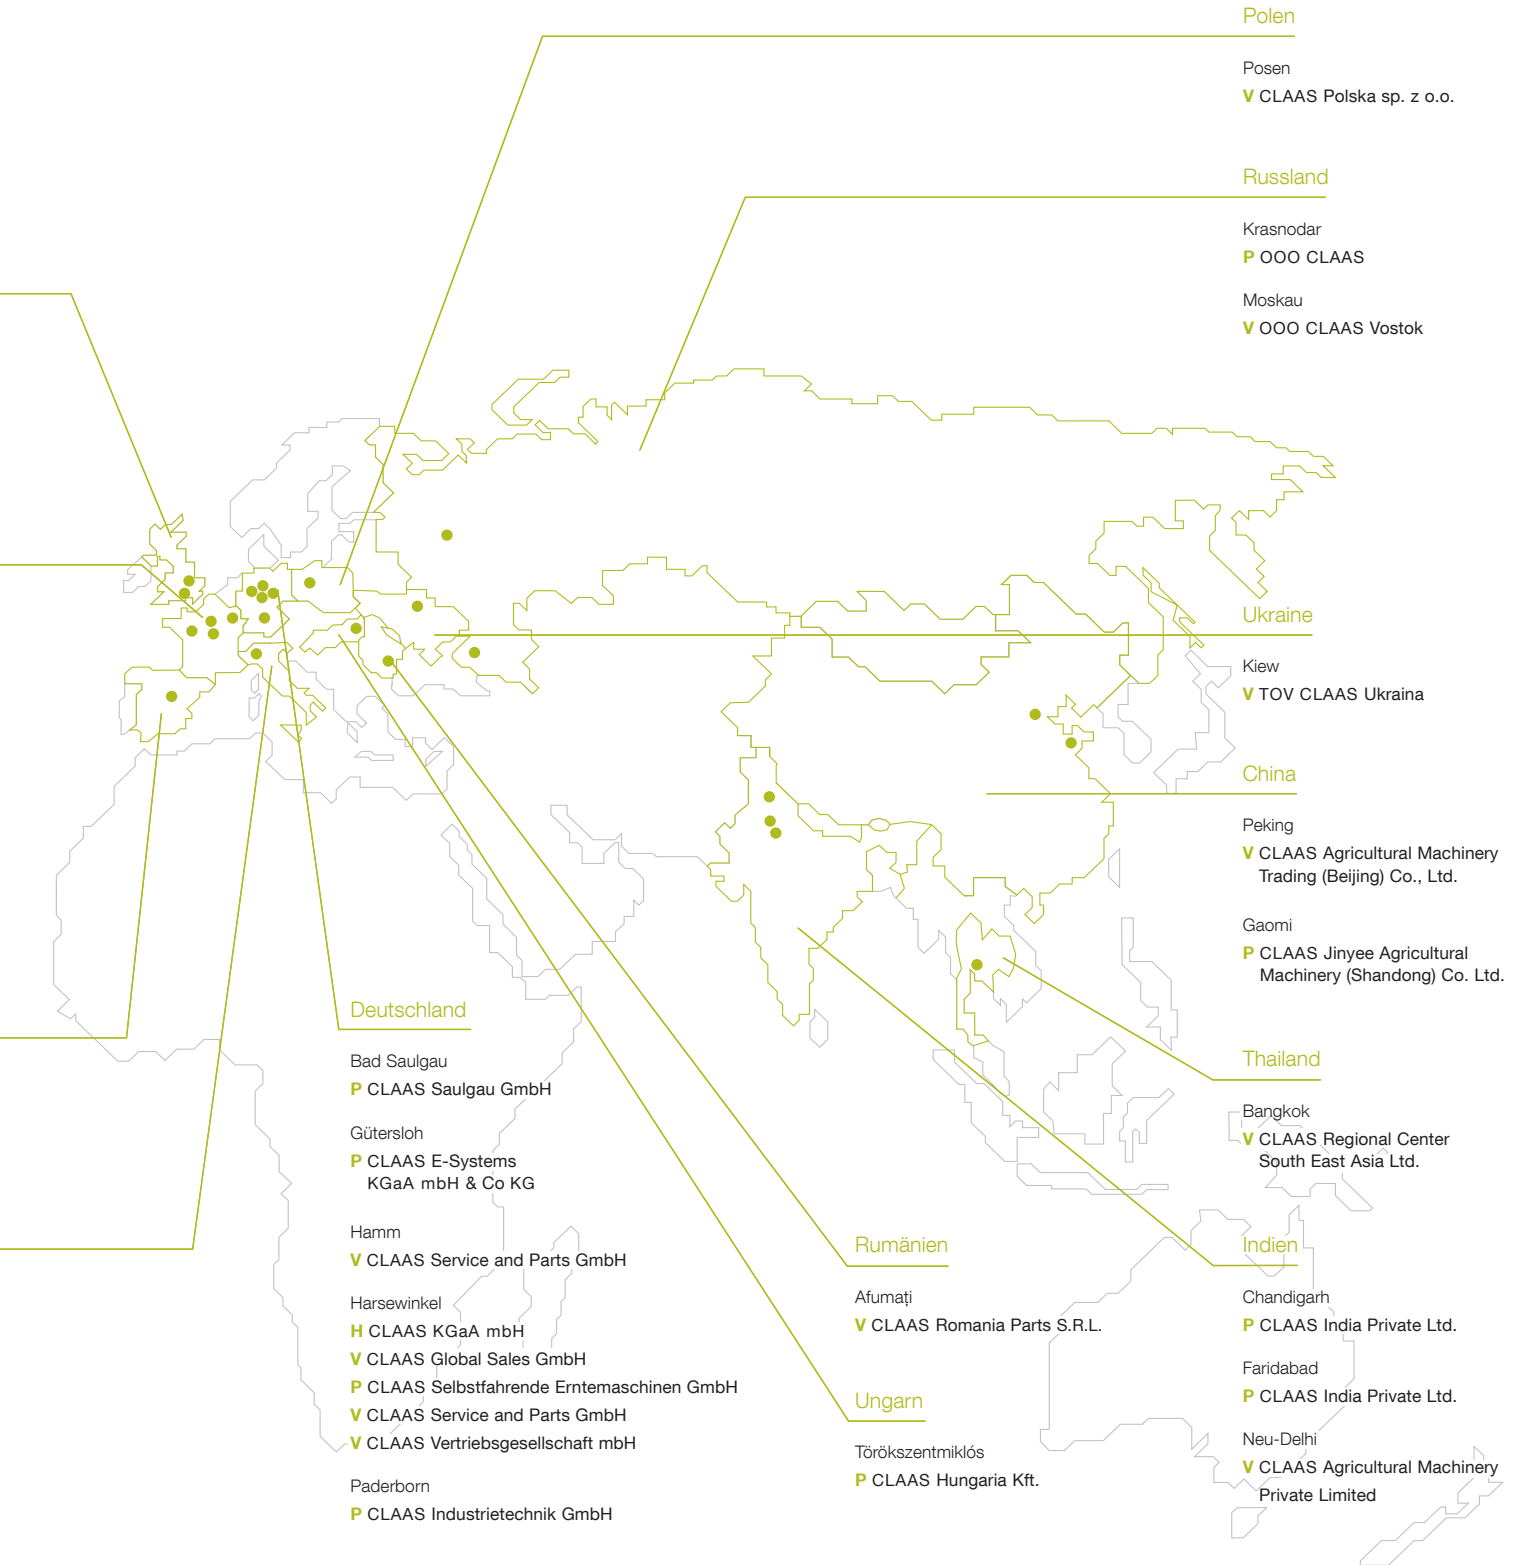 Polen
Posen
V CLAAS Polska sp. z o.o.
Russland
Krasnodar
P OOO CLAAS
Moskau
V OOO CLAAS Vostok
Ukraine
Kiew
V TOV CLAAS Ukraina
China
Peking
V CLAAS Agricultural Machinery
Trading (Beijing) Co., Ltd.
Gaomi
P CLAAS Jinyee Agricultural
Machinery (Shandong) Co. Ltd.
Thailand
Bangkok
V CLAAS Regional Center
South East Asia Ltd.
Indien
Chandigarh
P CLAAS India Private Ltd.
Faridabad
P CLAAS India Private Ltd.
Neu-Delhi
V CLAAS Agricultural Machinery
Private Limited
Deutschland
Bad Saulgau
P CLAAS Saulgau GmbH
Gütersloh
P CLAAS E-Systems
KGaA mbH & Co KG
Hamm
V CLAAS Service and Parts GmbH
Harsewinkel
H CLAAS KGaA mbH
V CLAAS Global Sales GmbH
P CLAAS Selbstfahrende Erntemaschinen GmbH
V CLAAS Service and Parts GmbH
V CLAAS Vertriebsgesellschaft mbH
Paderborn
P CLAAS Industrietechnik GmbH
Rumänien
Afumați
V CLAAS Romania Parts S.R.L.
Ungarn
Törökszentmiklós
P CLAAS Hungaria Kft.